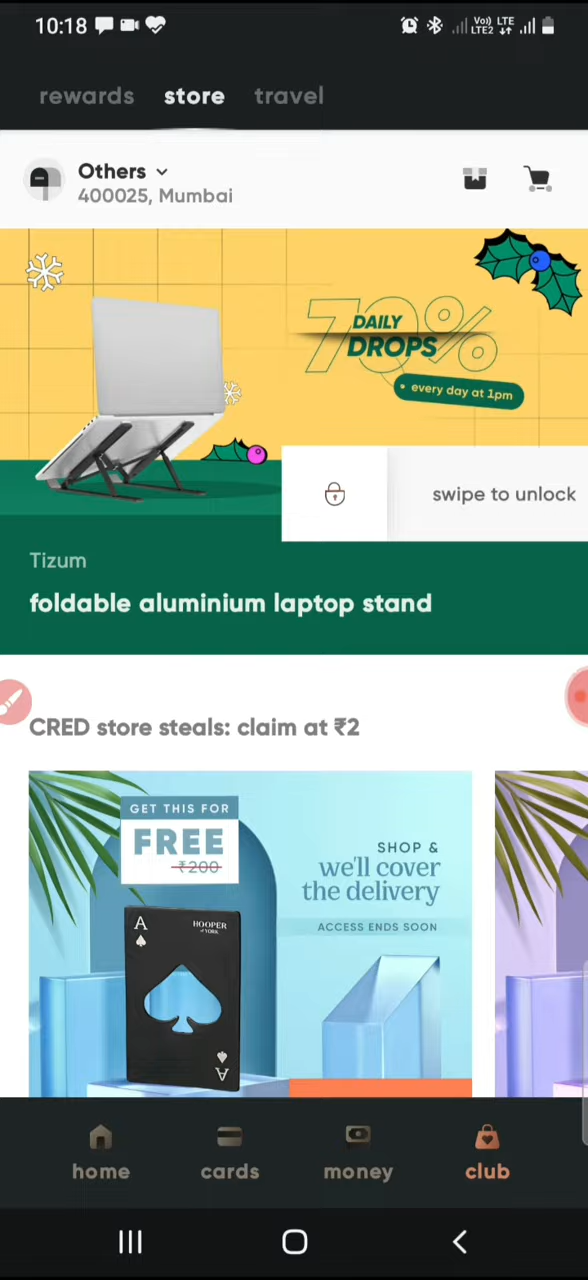 10:18
Vo)) LTE
LTE2
rewards store travel
Others
400025, Mumbai
70%
DAILY
DROPS
every day at 1pm
swipe to unlock
Tizum
foldable aluminium laptop stand
CRED store steals: claim at ₹2
GET THIS FOR
FREE
₹200
SHOP &
we'll cover
the delivery
ACCESS ENDS SOON
A
HOOPER
of YORK
A
home cards money club